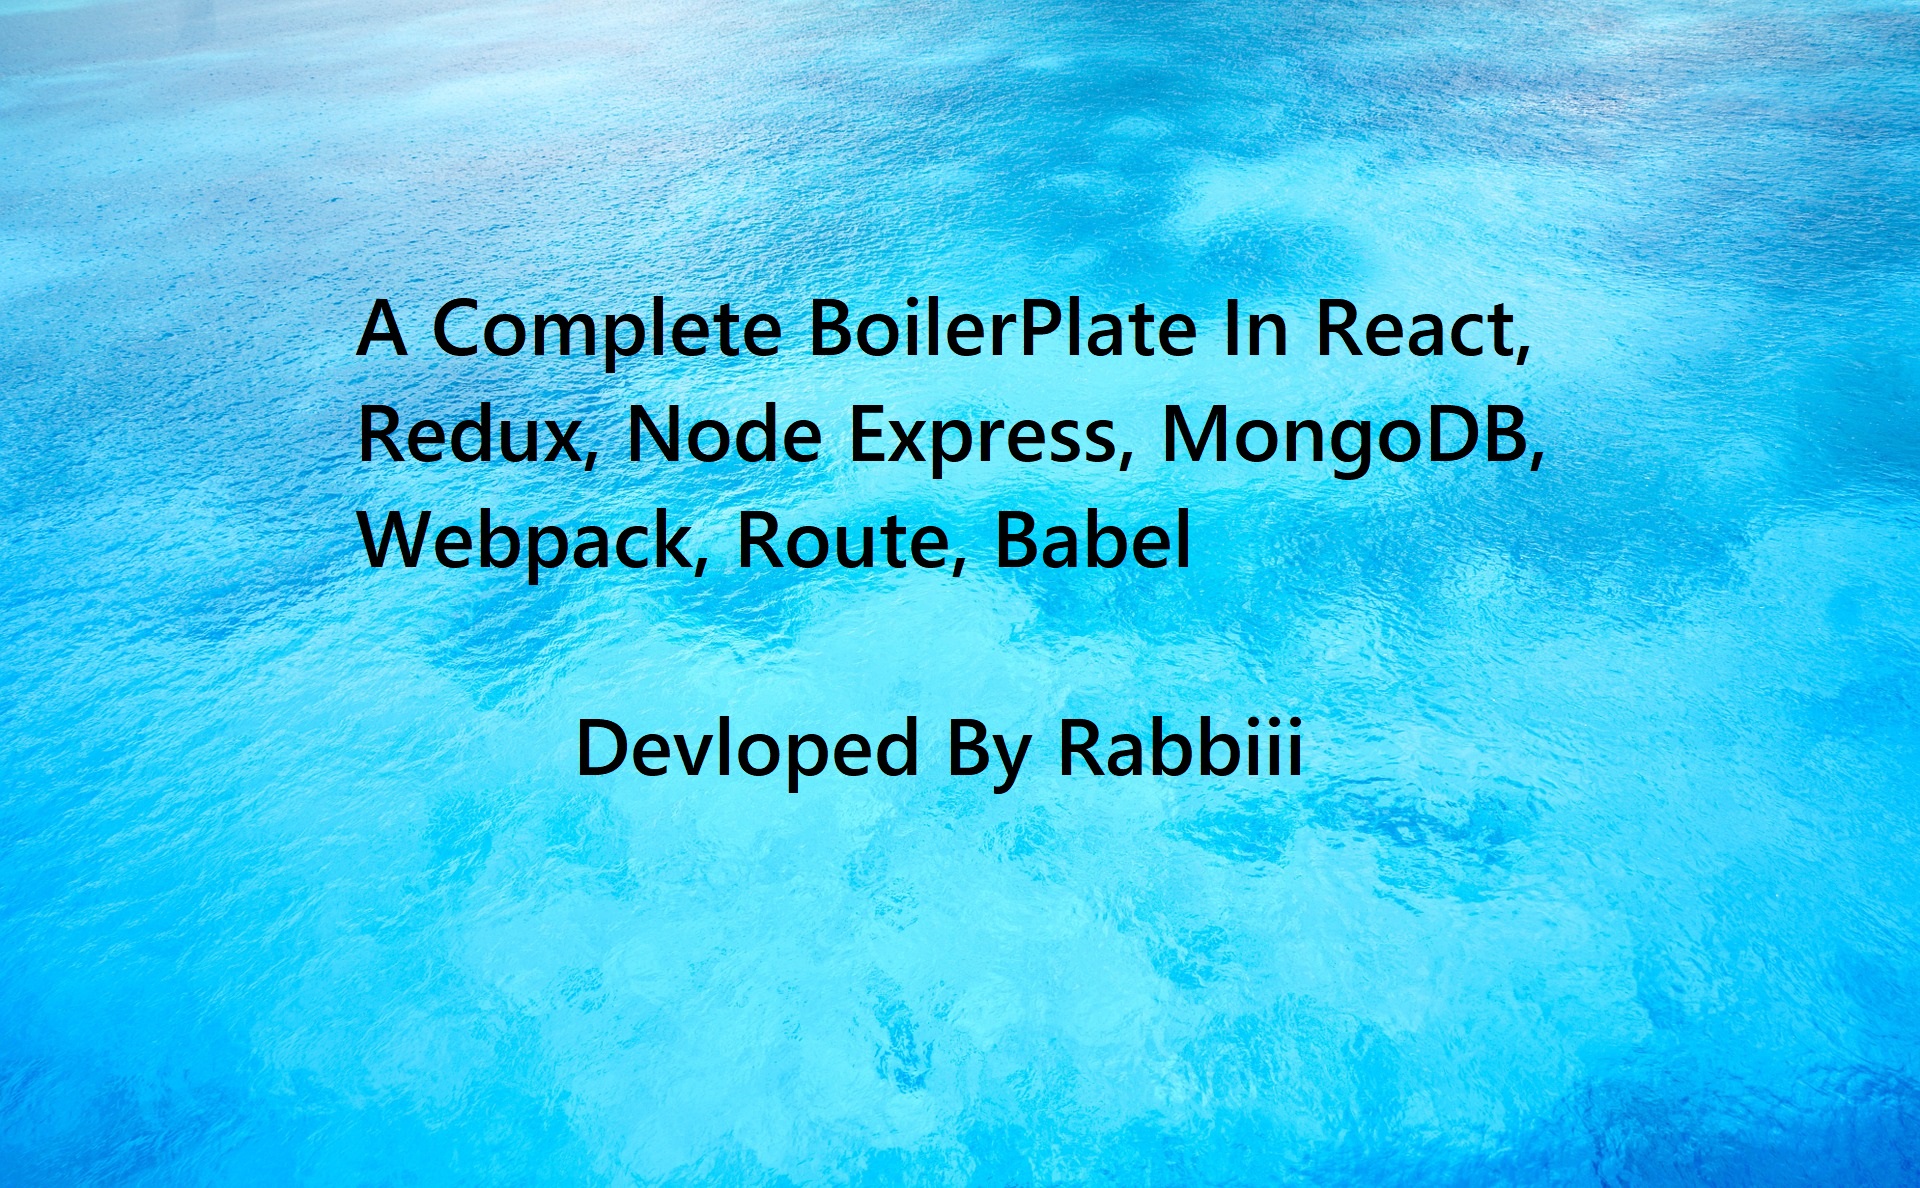 A Complete BoilerPlate In React,
Redux, Node Express, MongoDB,
Webpack, Route, Babel
Devloped By Rabbiii